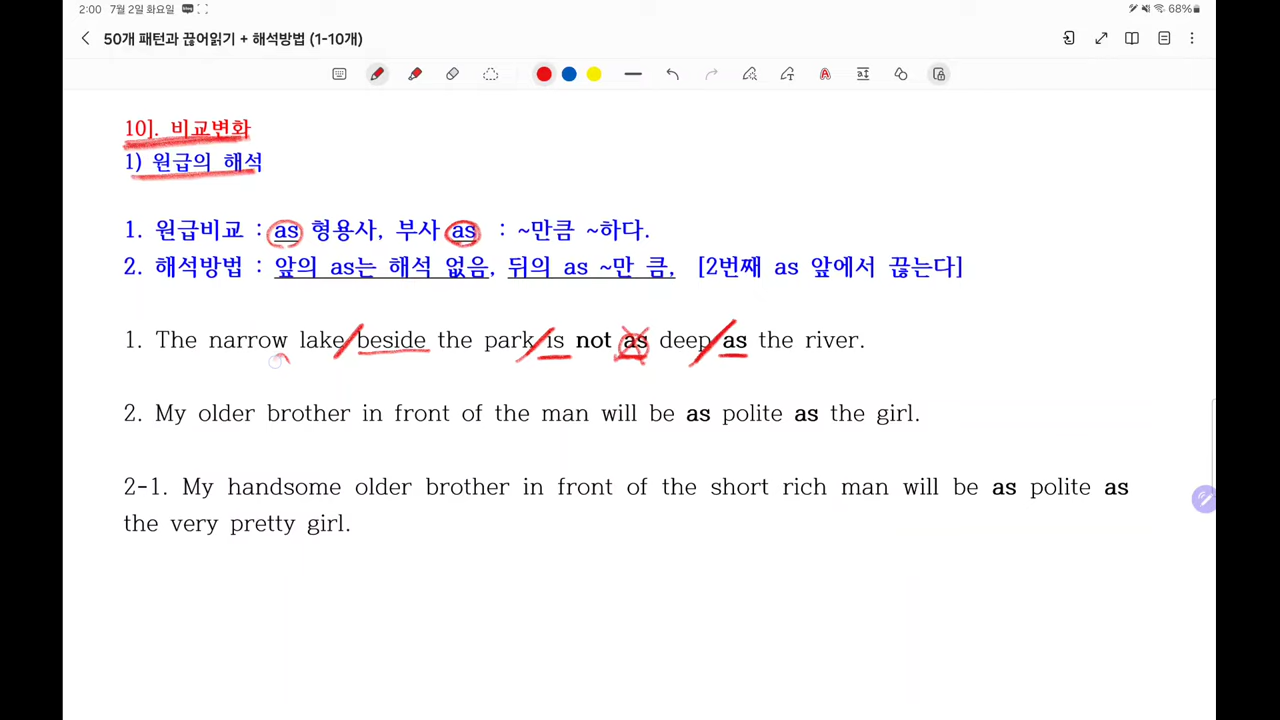 2:00 7월 2일 화요일 68%
50개 패턴과 끊어읽기 + 해석방법 (1-10개)
10]. 비교변화
1) 원급의 해석
1. 원급비교 : as 형용사, 부사 as : ~만큼 ~하다.
2. 해석방법 : 앞의 as는 해석 없음, 뒤의 as ~만 큼, [2번째 as 앞에서 끊는다]
1. The narrow lake beside the park is not as deep as the river.
2. My older brother in front of the man will be as polite as the girl.
2-1. My handsome older brother in front of the short rich man will be as polite as
the very pretty girl.